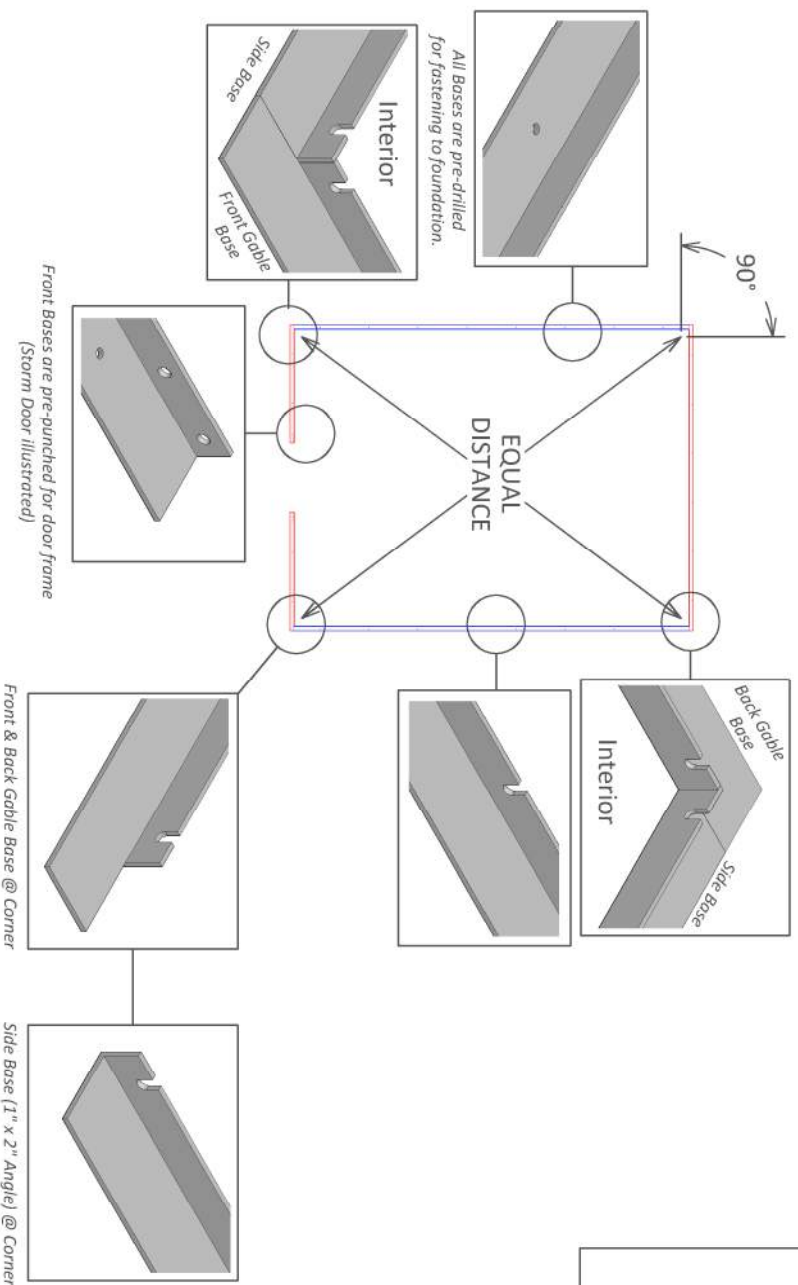 90°
All Bases are pre-drilled
for fastening to foundation.
Side Base
Interior
Front Gable
Base
EQUAL
DISTANCE
Back Gable
Base
Interior
Side Base
Front Bases are pre-punched for door frame
(Storm Door illustrated)
Front & Back Gable Base @ Corner
Side Base (1" x 2" Angle) @ Corner